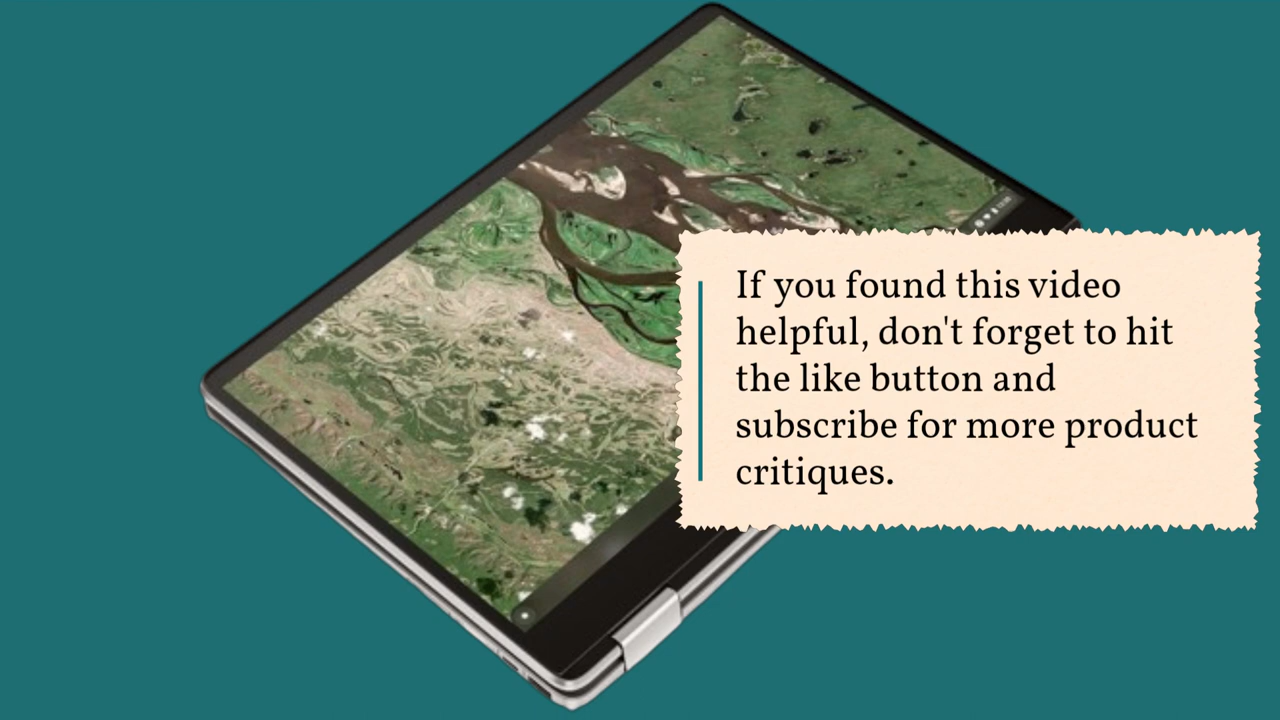 If you found this video
helpful, don't forget to hit
the like button and
subscribe for more product
critiques.